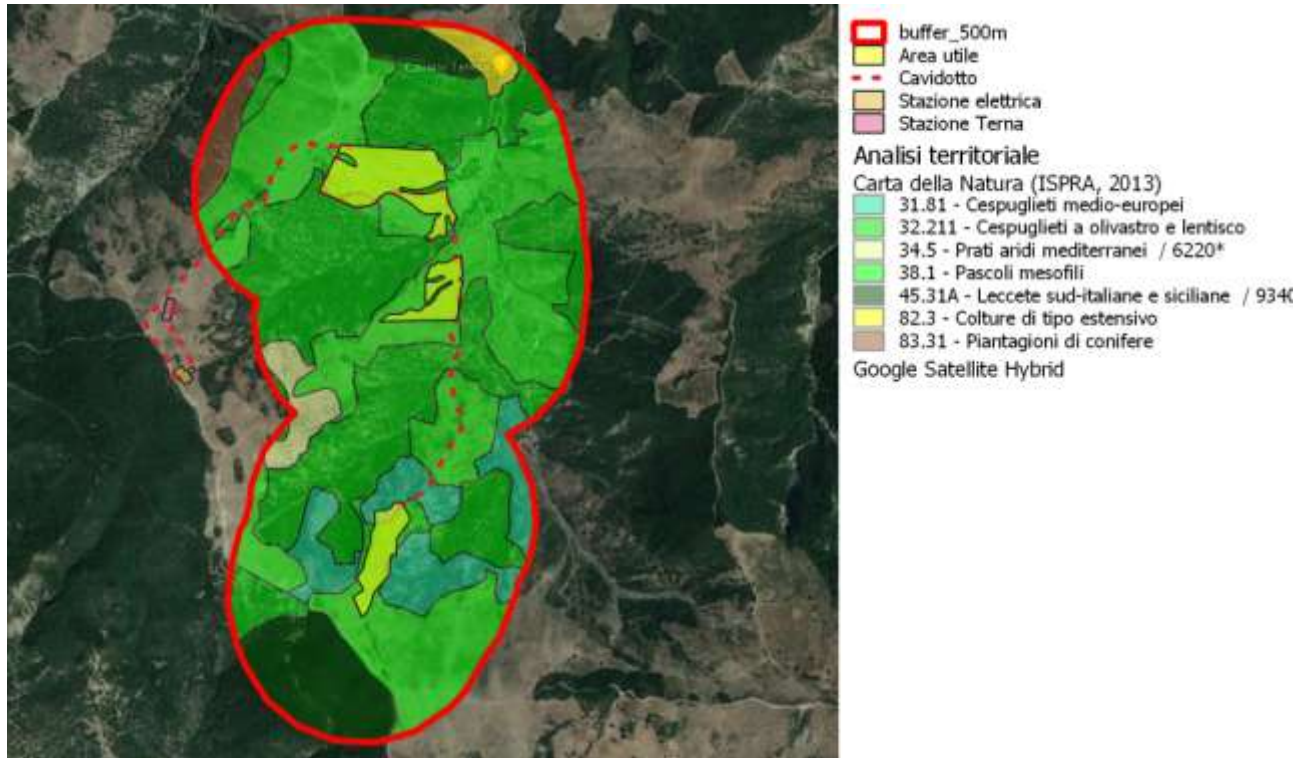 buffer_500m
Area utile
Cavidotto
Stazione elettrica
Stazione Terna
Analisi territoriale
Carta della Natura (ISPRA, 2013)
31.81 - Cespuglieti medio-europei
32.211 - Cespuglieti a olivastro e lentisco
34.5 - Prati aridi mediterranei / 6220*
38.1 - Pascoli mesofili
45.31A - Leccete sud-italiane e siciliane / 9340
82.3 - Colture di tipo estensivo
83.31 - Piantagioni di conifere
Google Satellite Hybrid